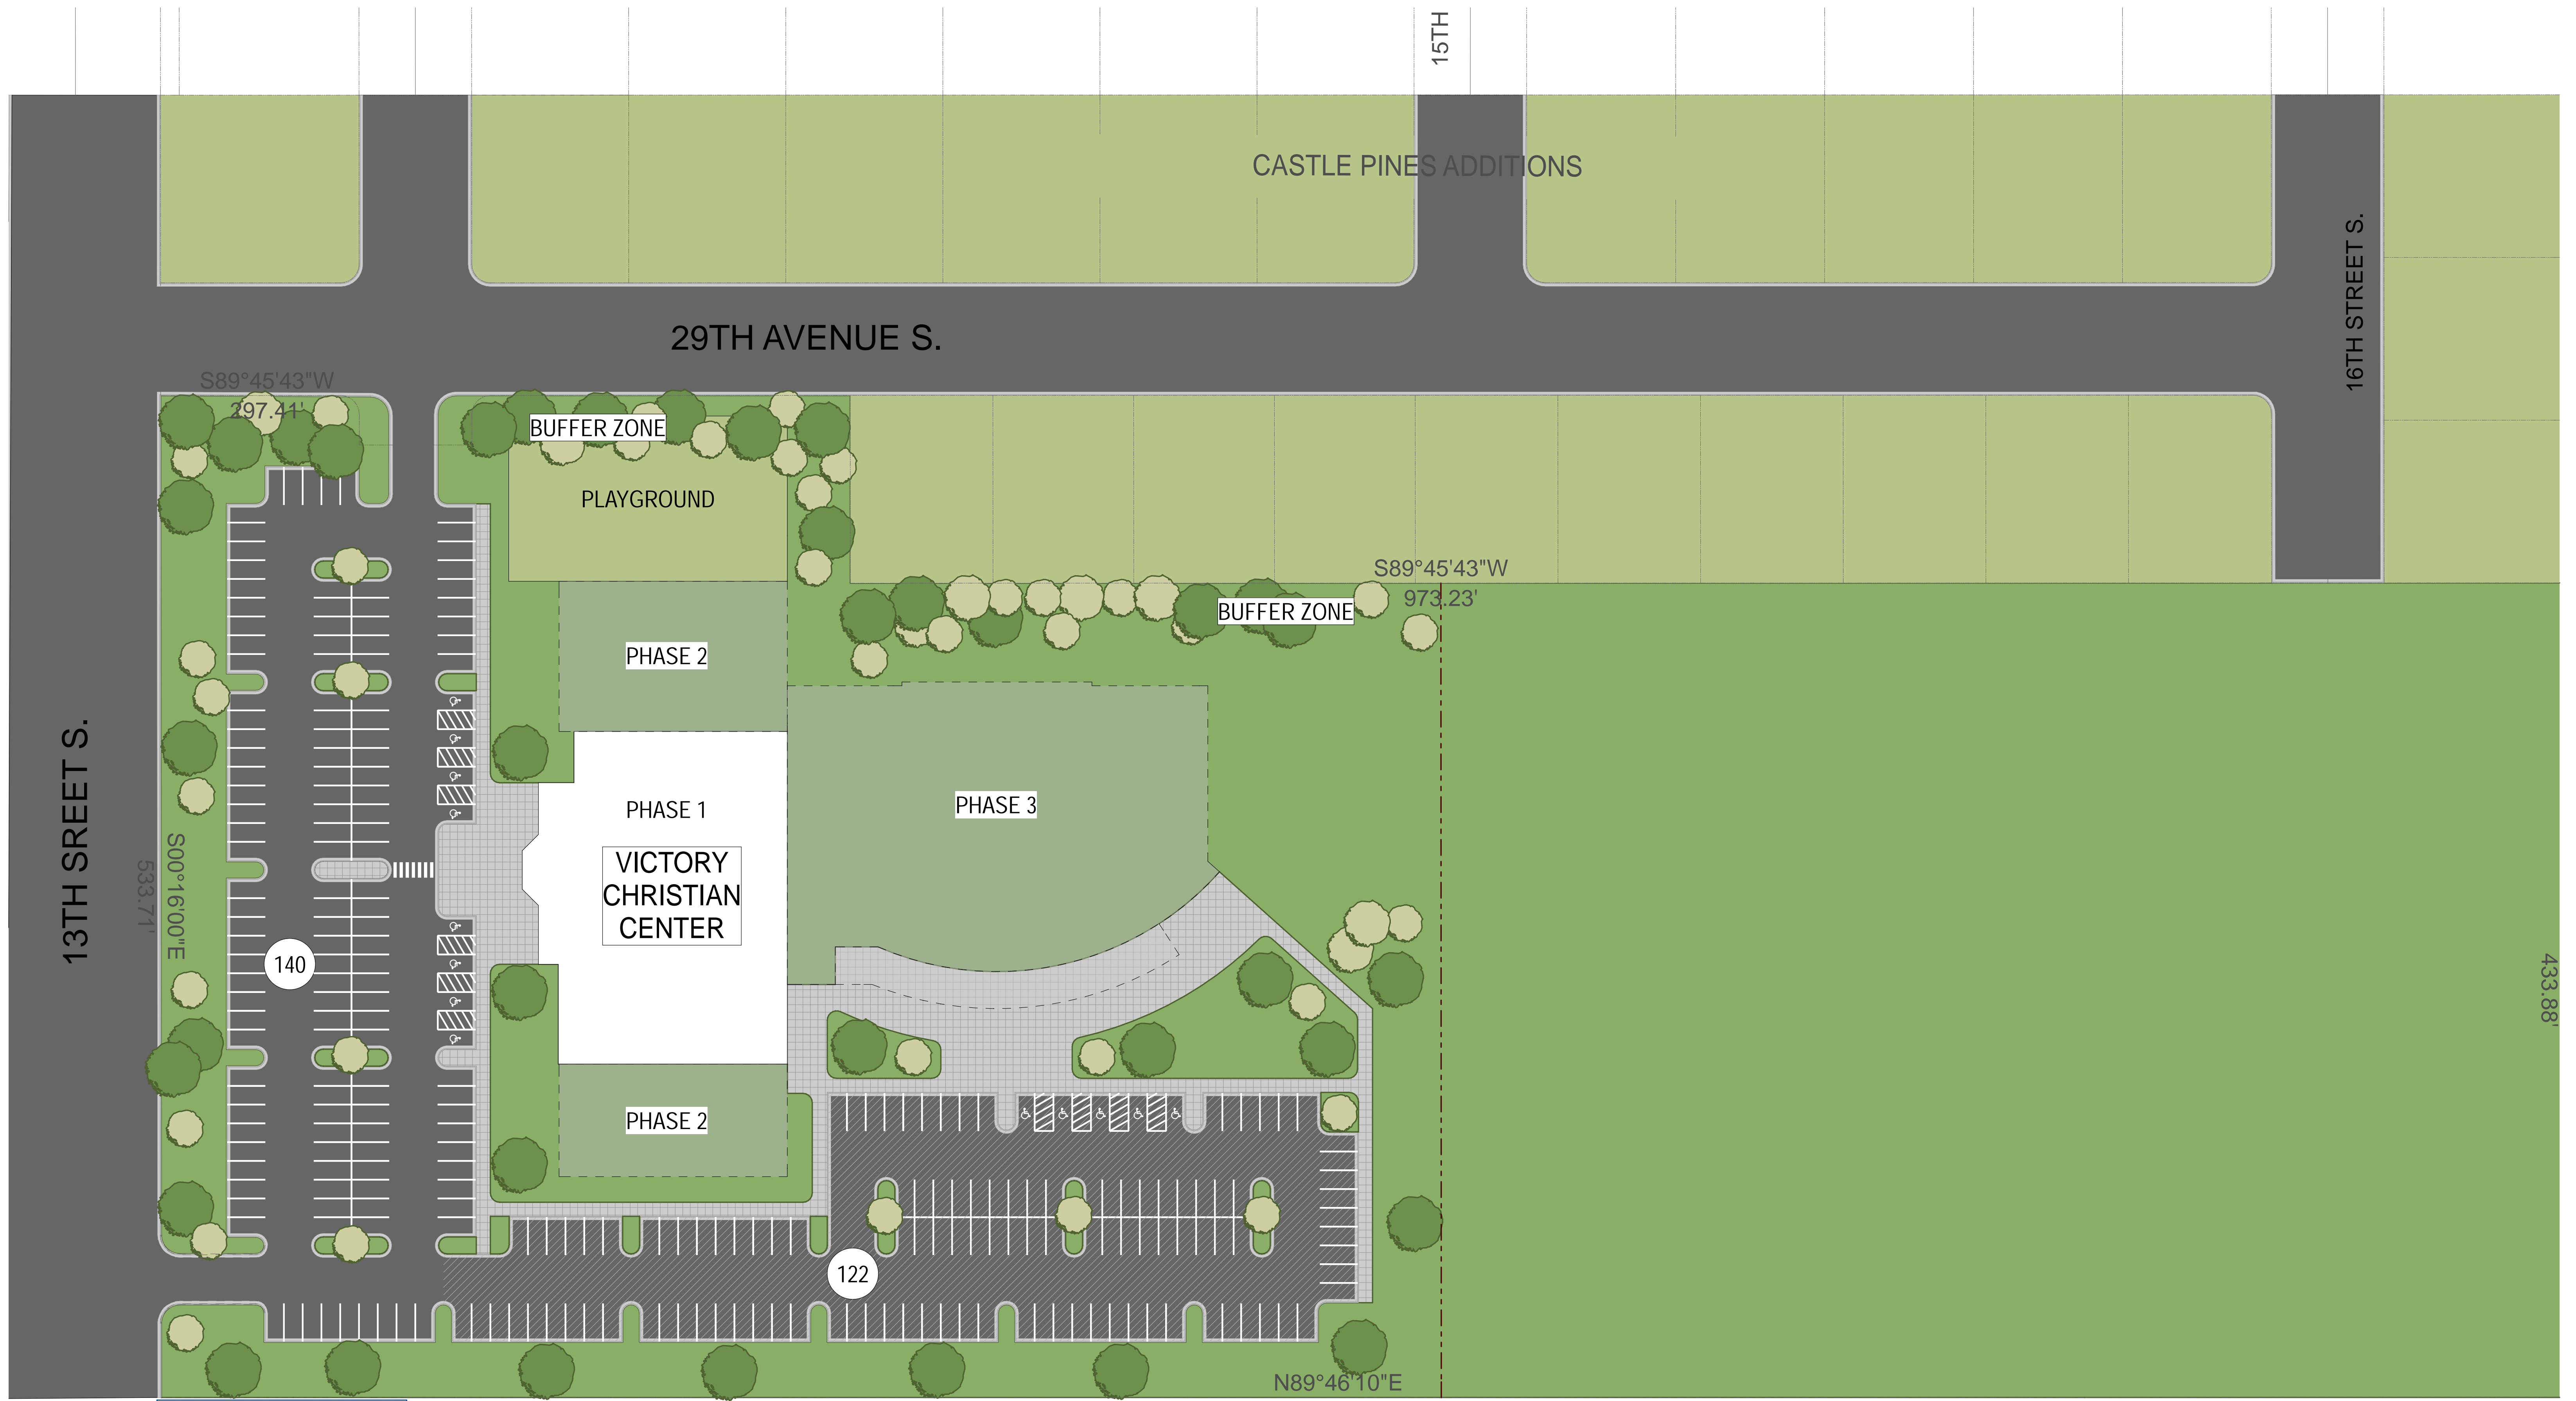 15TH
CASTLE PINES ADDITIONS
16TH STREET S.
29TH AVENUE S.
S89°45'43"W
297.41'
BUFFER ZONE
PLAYGROUND
S89°45'43"W
973.23'
BUFFER ZONE
PHASE 2
PHASE 1
PHASE 3
VICTORY
CHRISTIAN
CENTER
13TH SREET S.
S00°16'00"E
533.71'
140
433.88'
PHASE 2
122
N89°46'10"E